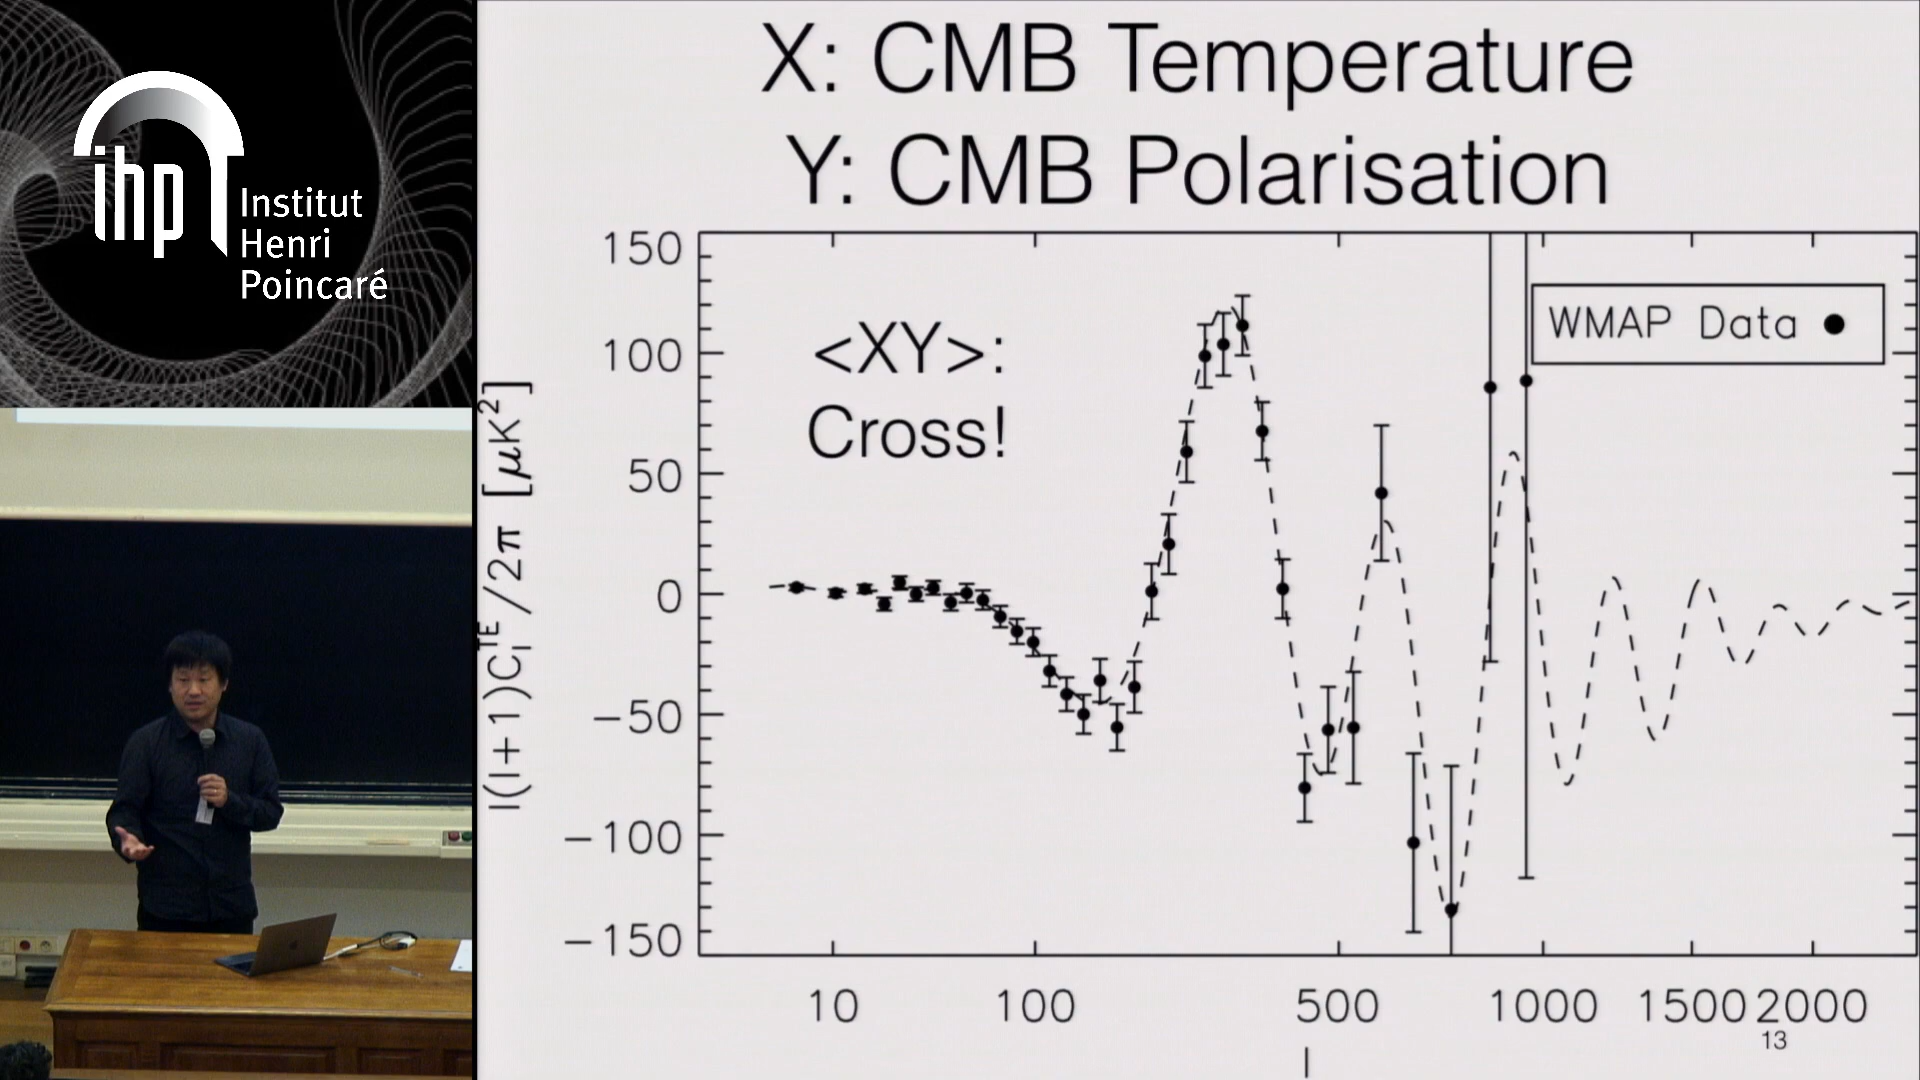 ihp
Institut
Henri
Poincaré
X: CMB Temperature
Y: CMB Polarisation
<XY>:
Cross!
WMAP Data
l(l+1)C_l^TE/2π [μK²]
150
100
50
0
−50
−100
−150
10 100 500 1000 1500 2000
l
13